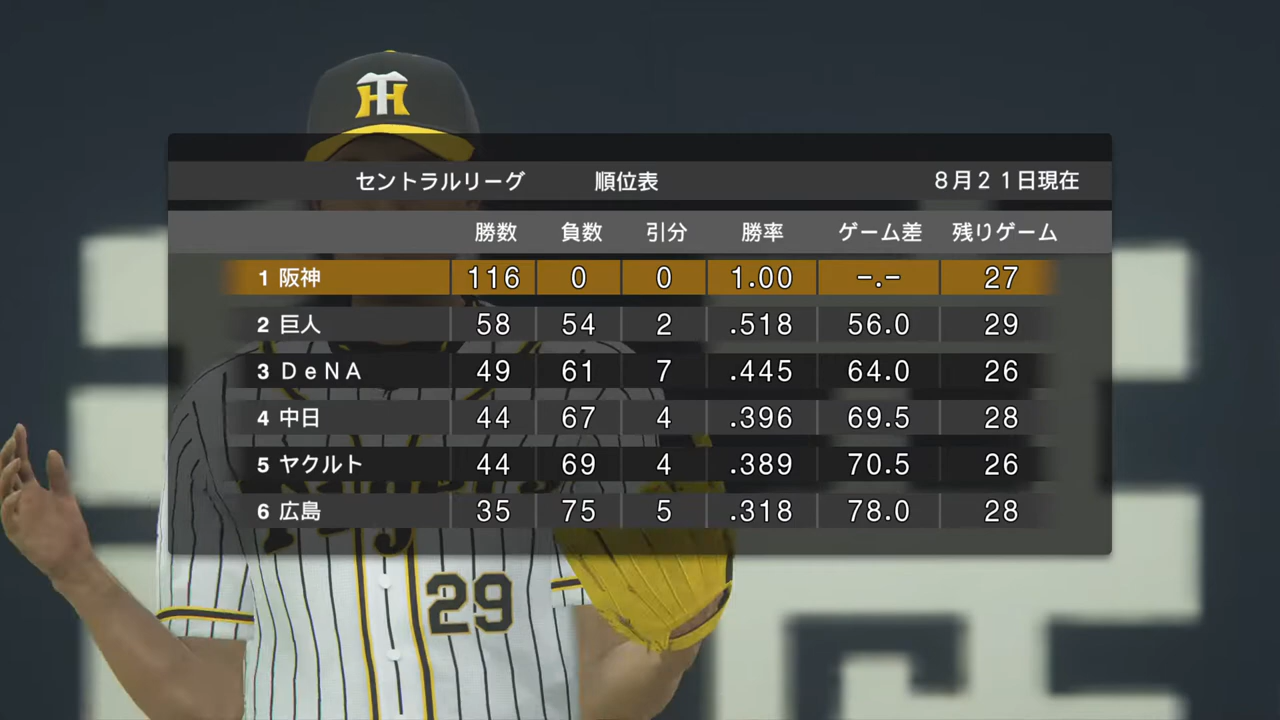 セントラルリーグ 順位表 8月21日現在
勝数 負数 引分 勝率 ゲーム差 残りゲーム
1 阪神 116 0 0 1.00 -.- 27
2 巨人 58 54 2 .518 56.0 29
3 DeNA 49 61 7 .445 64.0 26
4 中日 44 67 4 .396 69.5 28
5 ヤクルト 44 69 4 .389 70.5 26
6 広島 35 75 5 .318 78.0 28
29